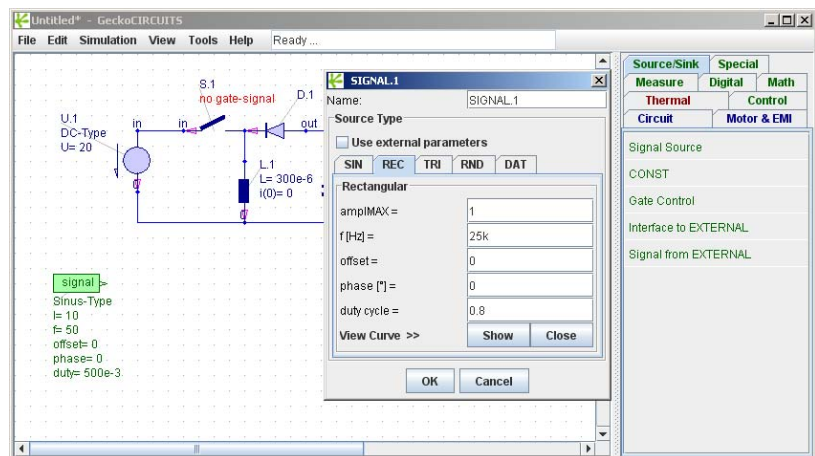 Untitled* - GeckoCIRCUITS
File Edit Simulation View Tools Help Ready ...
S.1
no gate-signal
D.1
U.1
DC-Type
U= 20
in
in
out
L.1
L= 300e-6
i(0)= 0
signal
Sinus-Type
I= 10
f= 50
offset= 0
phase= 0
duty= 500e-3
SIGNAL.1
Name: SIGNAL.1
Source Type
Use external parameters
SIN REC TRI RND DAT
Rectangular
amplMAX = 1
f [Hz] = 25k
offset = 0
phase [°] = 0
duty cycle = 0.8
View Curve >> Show Close
OK Cancel
Source/Sink Special
Measure Digital Math
Thermal Control
Circuit Motor & EMI
Signal Source
CONST
Gate Control
Interface to EXTERNAL
Signal from EXTERNAL